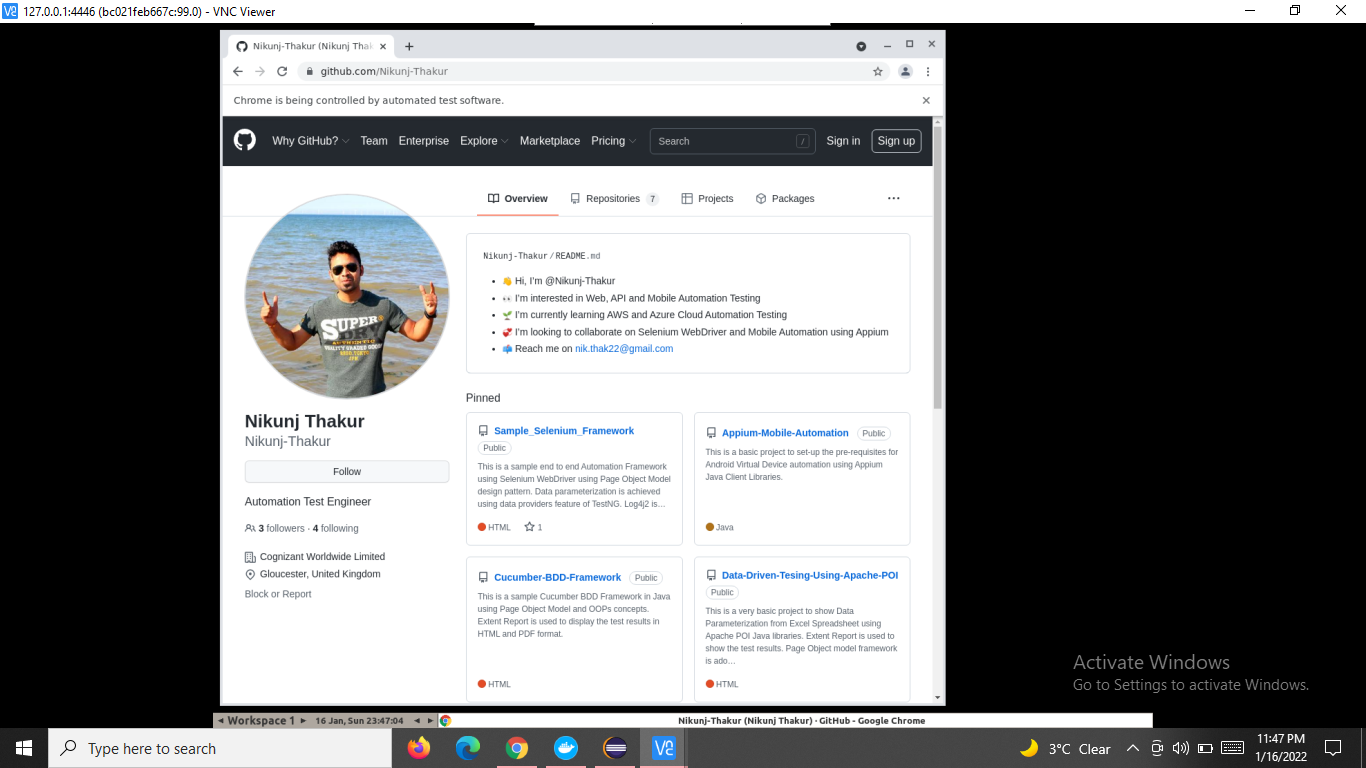 127.0.0.1:4446 (bc021feb667c:99.0) - VNC Viewer
Nikunj-Thakur (Nikunj Thak
github.com/Nikunj-Thakur
Chrome is being controlled by automated test software.
Why GitHub? Team Enterprise Explore Marketplace Pricing Search / Sign in Sign up
Overview Repositories 7 Projects Packages
Nikunj-Thakur/README.md
👋 Hi, I'm @Nikunj-Thakur
👀 I'm interested in Web, API and Mobile Automation Testing
🌱 I'm currently learning AWS and Azure Cloud Automation Testing
💞️ I'm looking to collaborate on Selenium WebDriver and Mobile Automation using Appium
📫 Reach me on nik.thak22@gmail.com
SUPER
DRY
AUTHENTIC
Nikunj Thakur
Nikunj-Thakur
Follow
Automation Test Engineer
3 followers · 4 following
Cognizant Worldwide Limited
Gloucester, United Kingdom
Block or Report
Pinned
Sample_Selenium_Framework
Public
This is a sample end to end Automation Framework
using Selenium WebDriver using Page Object Model
design pattern. Data parameterization is achieved
using data providers feature of TestNG. Log4j2 is…
HTML 1
Appium-Mobile-Automation Public
This is a basic project to set-up the pre-requisites for
Android Virtual Device automation using Appium
Java Client Libraries.
Java
Cucumber-BDD-Framework Public
This is a sample Cucumber BDD Framework in Java
using Page Object Model and OOPs concepts.
Extent Report is used to display the test results in
HTML and PDF format.
HTML
Data-Driven-Tesing-Using-Apache-POI
Public
This is a very basic project to show Data
Parameterization from Excel Spreadsheet using
Apache POI Java libraries. Extent Report is used to
show the test results. Page Object model framework
is ado…
HTML
Activate Windows
Go to Settings to activate Windows.
Workspace 1 16 Jan, Sun 23:47:04 Nikunj-Thakur (Nikunj Thakur) · GitHub - Google Chrome
Type here to search
3°C Clear
11:47 PM
1/16/2022